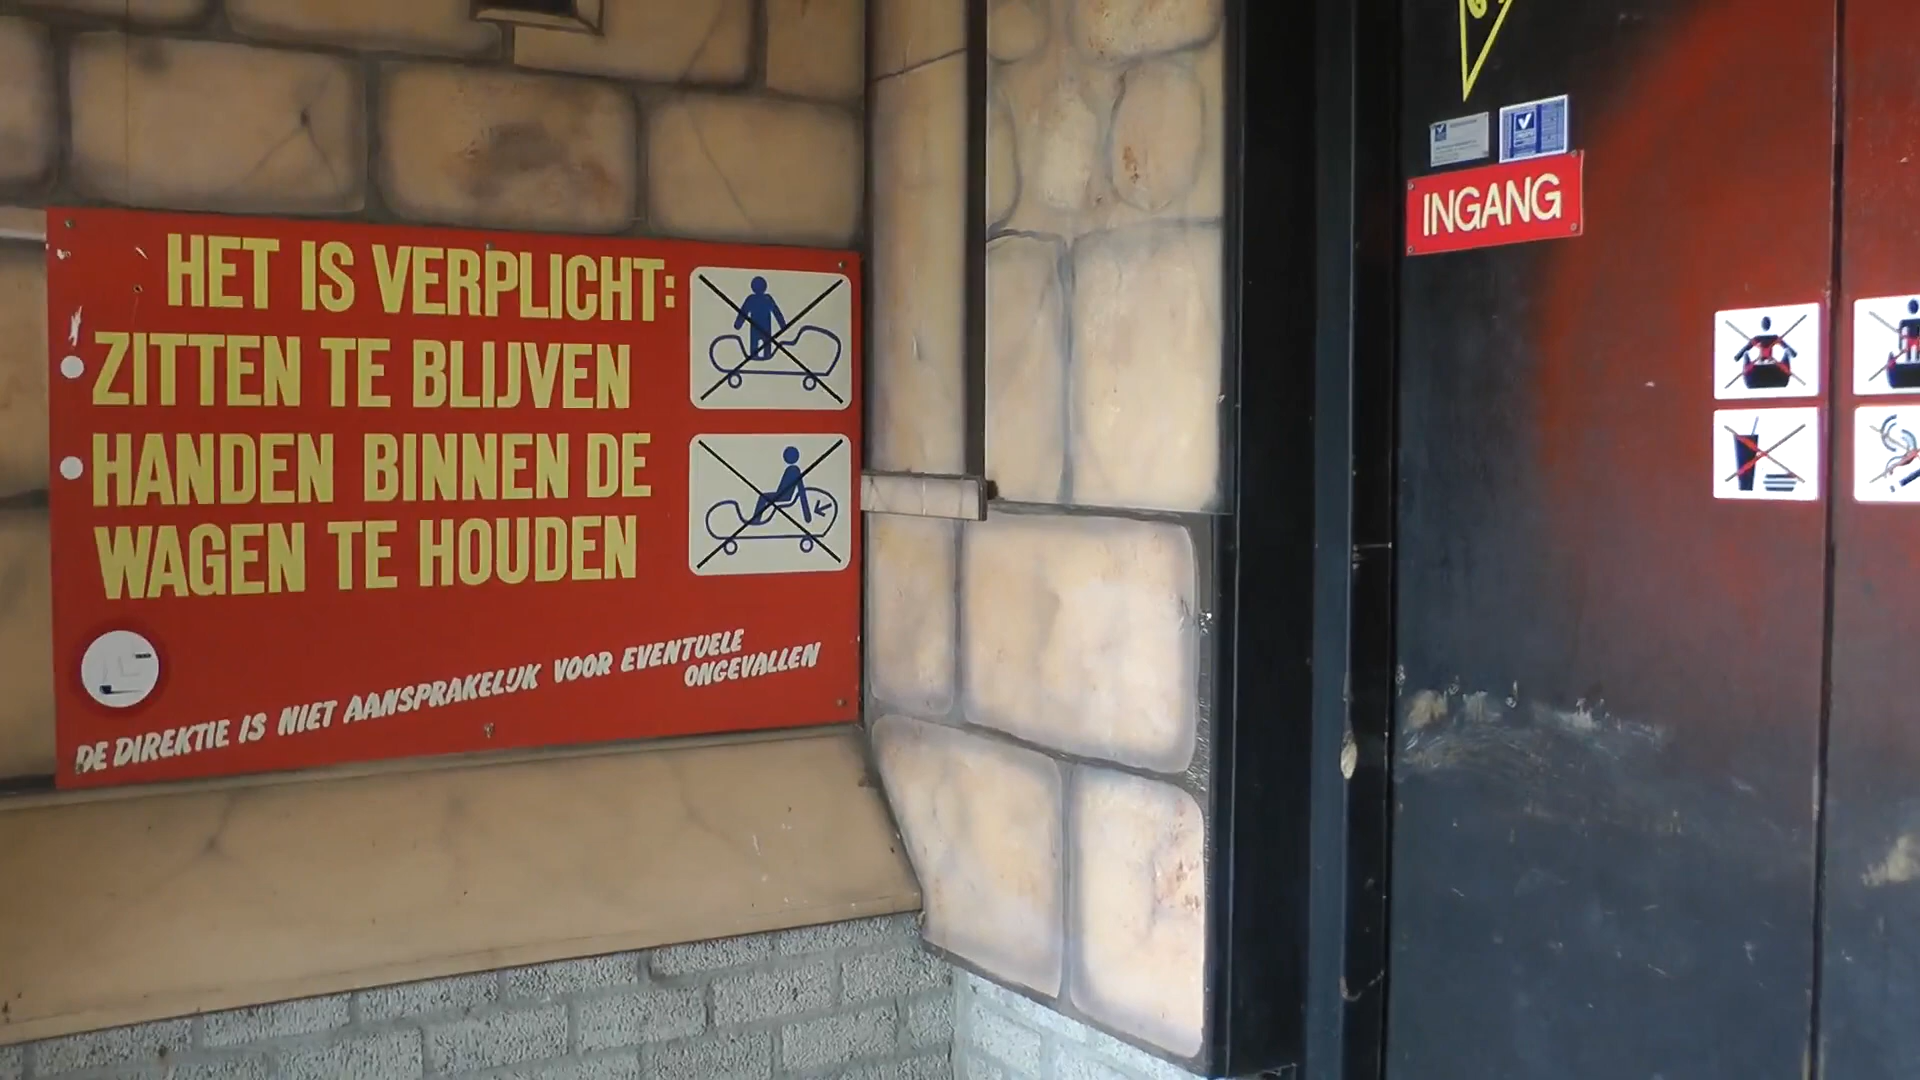 HET IS VERPLICHT:
ZITTEN TE BLIJVEN
HANDEN BINNEN DE
WAGEN TE HOUDEN
DE DIREKTIE IS NIET AANSPRAKELIJK VOOR EVENTUELE
ONGEVALLEN
INGANG